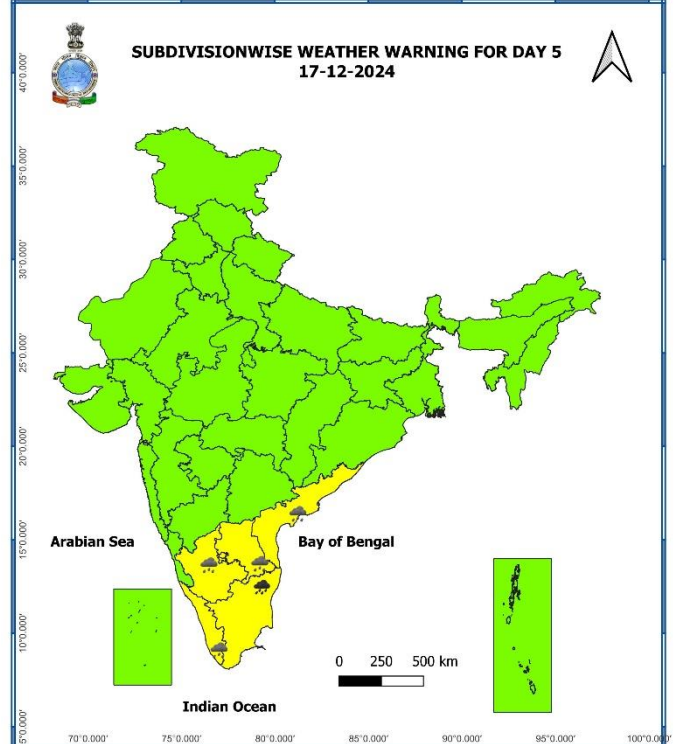 SUBDIVISIONWISE WEATHER WARNING FOR DAY 5
17-12-2024
40°0.000'
35°0.000'
30°0.000'
25°0.000'
20°0.000'
15°0.000'
10°0.000'
5°0.000'
Arabian Sea
Bay of Bengal
0 250 500 km
Indian Ocean
70°0.000' 75°0.000' 80°0.000' 85°0.000' 90°0.000' 95°0.000' 100°0.000'